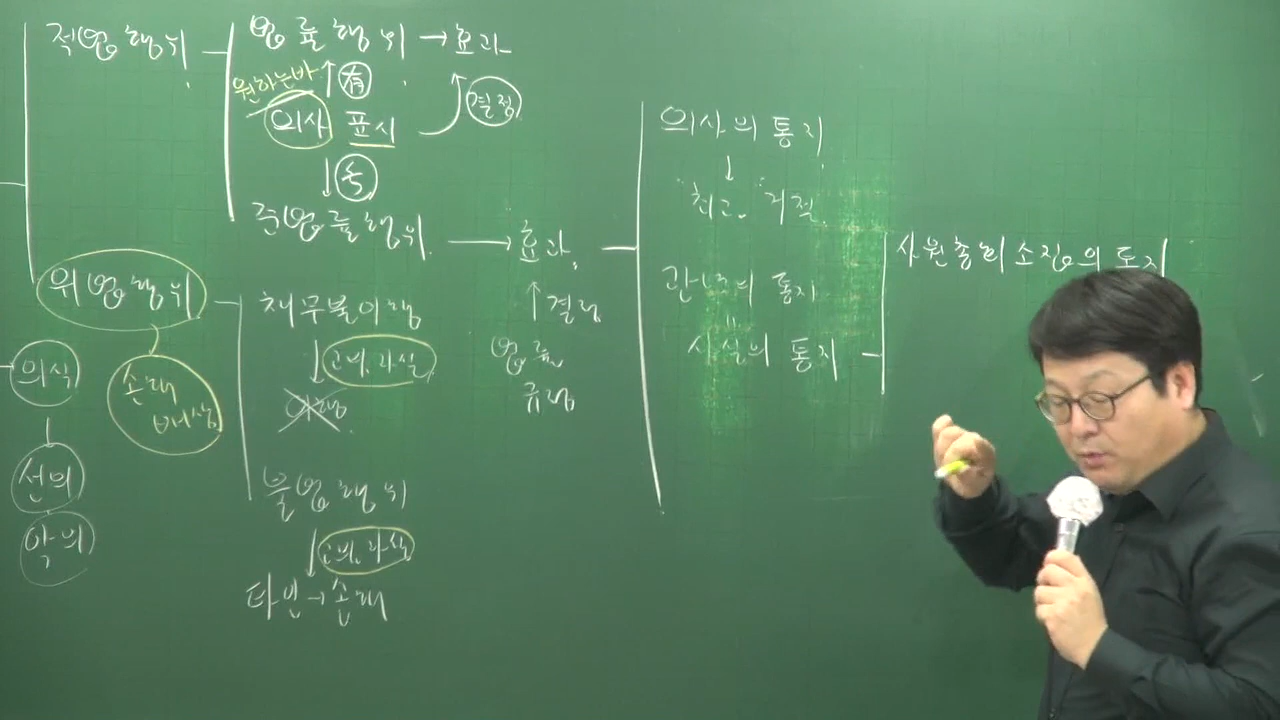 적법행위
법률행위 → 효과
원하는바 ↑ 有
의사 표시
결정
↓ 준
준법률행위 → 효과
↑ 결정
법률
규정
의사의 통지
↓
최고. 거절.
관념의 통지
=
사실의 통지
사원총회소집의 통지
위법행위
손해
배상
채무불이행
↓ 고의, 과실
이행
불법행위
↓ 고의, 과실
타인 → 손해
의식
선의
악의